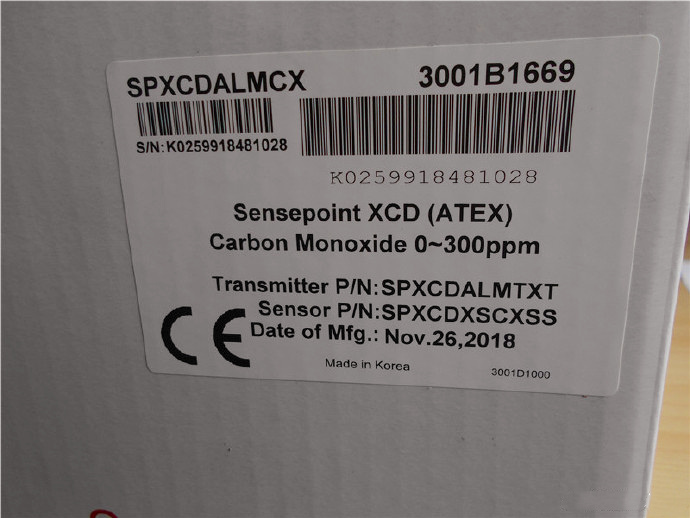 SPXCDALMCX
3001B1669
S/N:K0259918481028
K0259918481028
Sensepoint XCD (ATEX)
Carbon Monoxide 0~300ppm
Transmitter P/N:SPXCDALMTXT
Sensor P/N:SPXCDXSCXSS
Date of Mfg.: Nov.26,2018
CE
Made in Korea
3001D1000